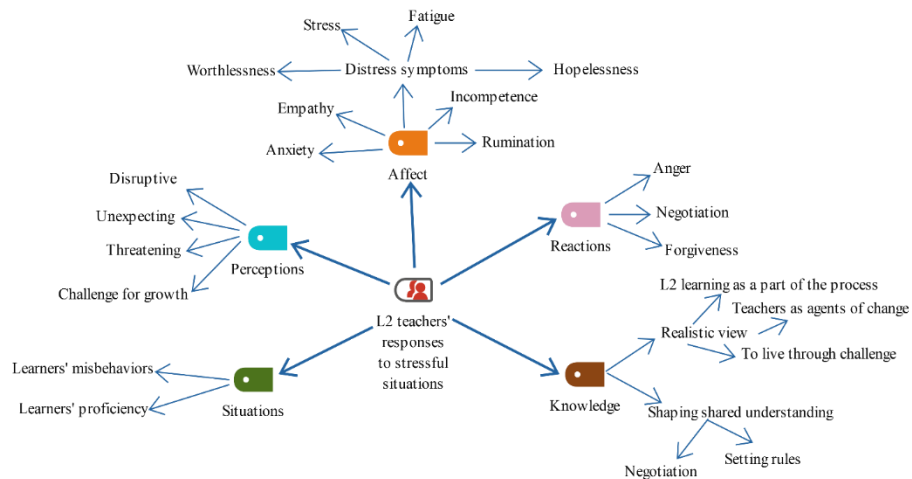 Fatigue
Stress
Worthlessness
Distress symptoms
Hopelessness
Empathy
Incompetence
Anxiety
Rumination
Affect
Disruptive
Unexpecting
Threatening
Challenge for growth
Perceptions
Anger
Negotiation
Forgiveness
Reactions
L2 teachers'
responses
to stressful
situations
L2 learning as a part of the process
Teachers as agents of change
Realistic view
To live through challenge
Knowledge
Shaping shared understanding
Negotiation
Setting rules
Learners' misbehaviors
Learners' proficiency
Situations